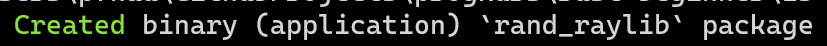 Created binary (application) `rand_raylib` package